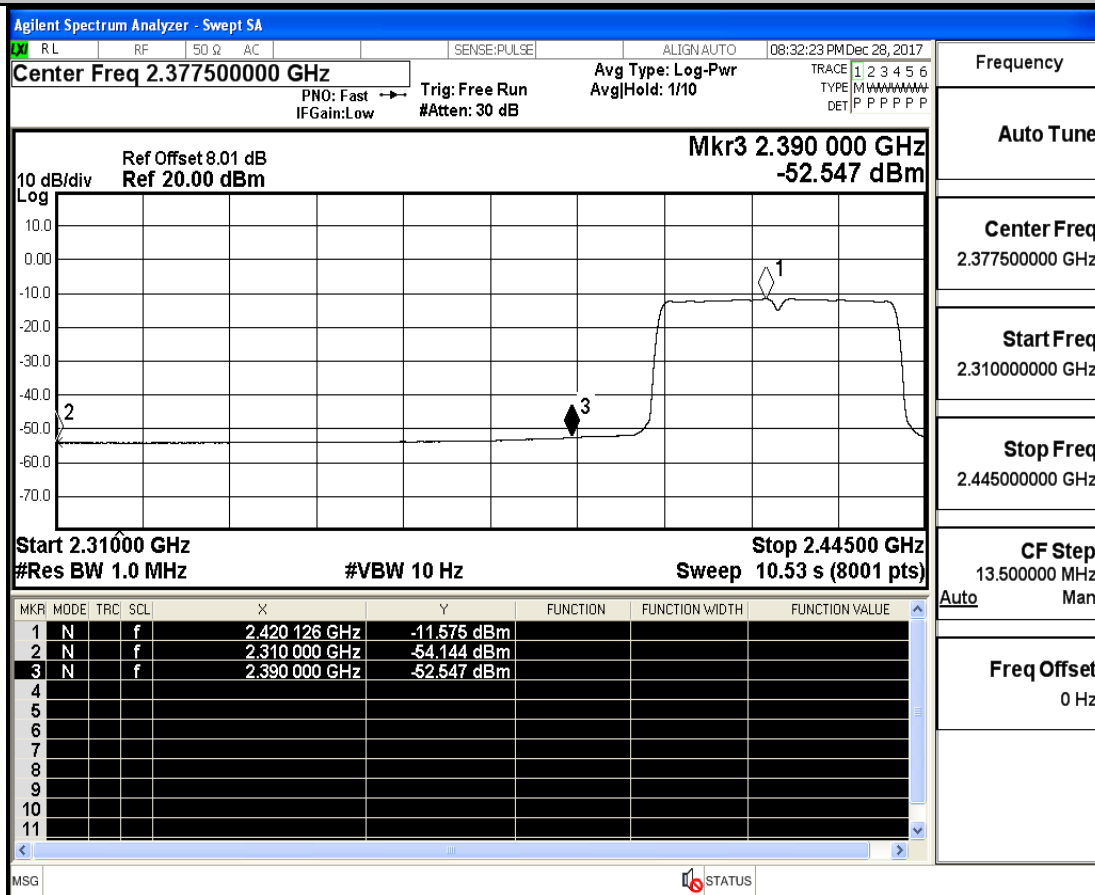 Agilent Spectrum Analyzer - Swept SA
LXI RL RF 50 Ω AC SENSE:PULSE ALIGN AUTO 08:32:23 PM Dec 28, 2017
Center Freq 2.377500000 GHz
PNO: Fast
IFGain:Low
Trig: Free Run
#Atten: 30 dB
Avg Type: Log-Pwr
Avg|Hold: 1/10
TRACE 1 2 3 4 5 6
TYPE M W W W W W
DET P P P P P P
Mkr3 2.390 000 GHz
-52.547 dBm
Ref Offset 8.01 dB
10 dB/div Ref 20.00 dBm
Log
10.0
0.00
-10.0
-20.0
-30.0
-40.0
-50.0
-60.0
-70.0
1
2
3
Start 2.31000 GHz Stop 2.44500 GHz
#Res BW 1.0 MHz #VBW 10 Hz Sweep 10.53 s (8001 pts)
MKR MODE TRC SCL X Y FUNCTION FUNCTION WIDTH FUNCTION VALUE
1 N f 2.420 126 GHz -11.575 dBm
2 N f 2.310 000 GHz -54.144 dBm
3 N f 2.390 000 GHz -52.547 dBm
4
5
6
7
8
9
10
11
MSG STATUS
Frequency
Auto Tune
Center Freq
2.377500000 GHz
Start Freq
2.310000000 GHz
Stop Freq
2.445000000 GHz
CF Step
13.500000 MHz
Auto Man
Freq Offset
0 Hz